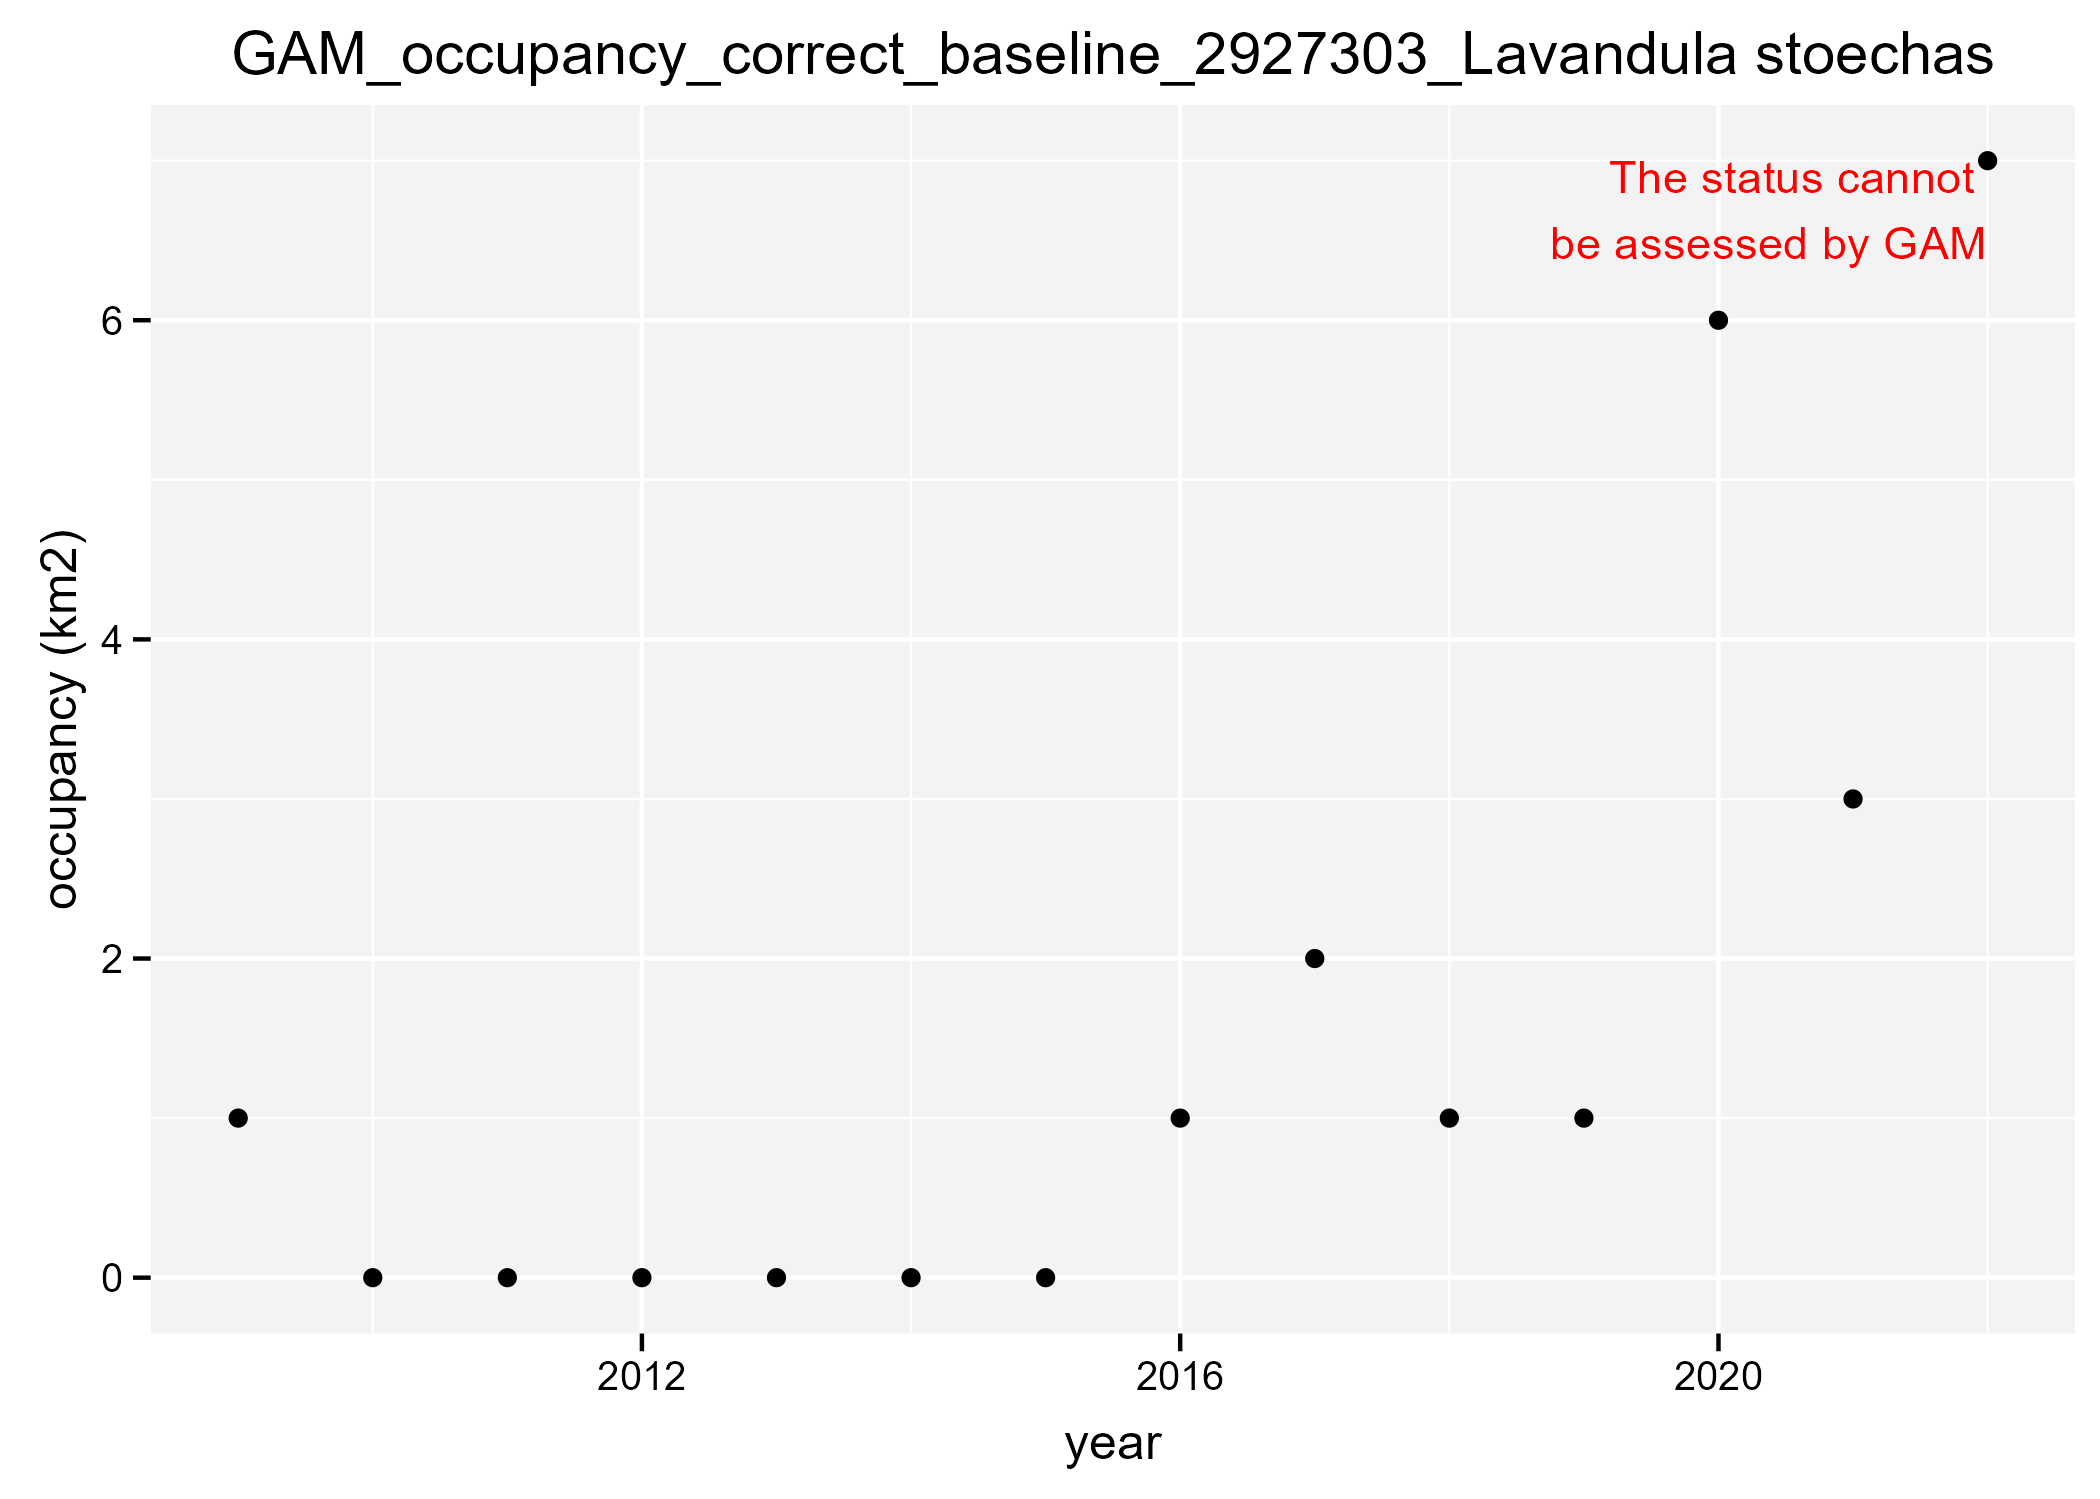 GAM_occupancy_correct_baseline_2927303_Lavandula stoechas
The status cannot
be assessed by GAM
occupancy (km2)
6
4
2
0
2012
2016
2020
year